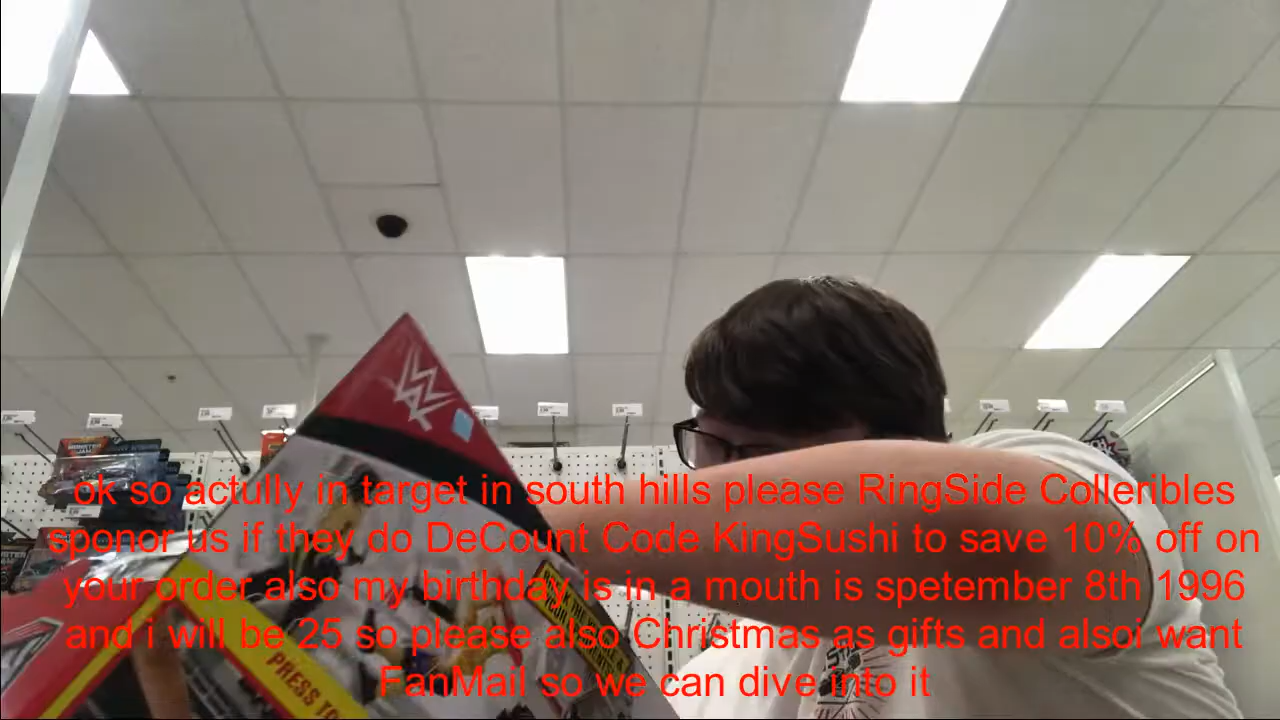 ok so actully in target in south hills please RingSide Colleribles
sponor us if they do DeCount Code KingSushi to save 10% off on
your order also my birthday is in a mouth is spetember 8th 1996
and i will be 25 so please also Christmas as gifts and alsoi want
FanMail so we can dive into it
PRESS TO